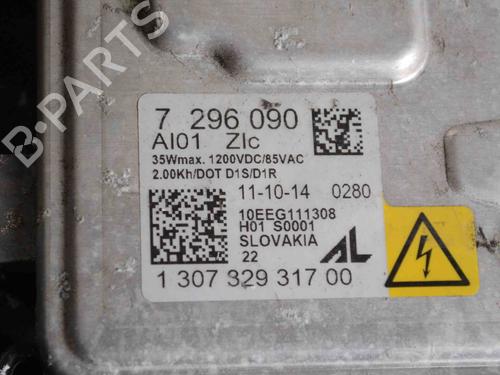 B-PARTS
7 296 090
AI01 ZIc
35Wmax. 1200VDC/85VAC
2.00Kh/DOT D1S/D1R
11-10-14 0280
10EEG111308
H01 S0001
SLOVAKIA
22 AL
1 307 329 317 00